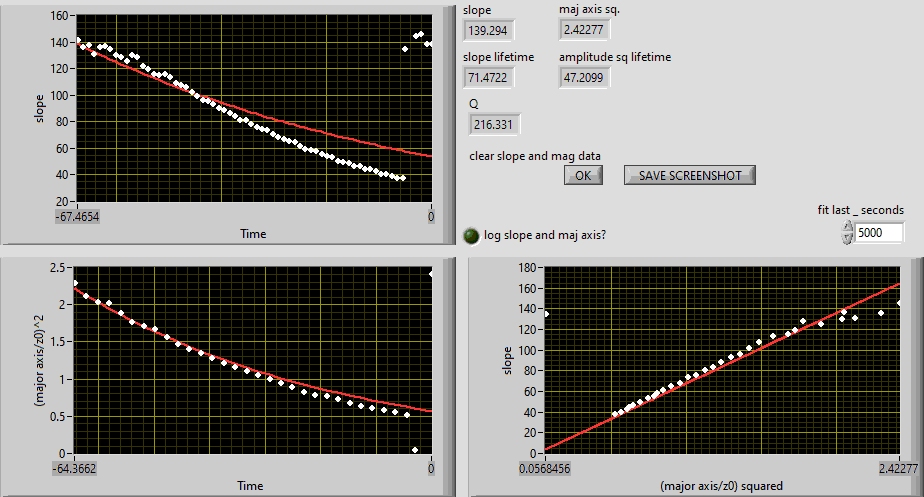 160
140
120
100
80
60
40
20
slope
-67.4654
0
Time
slope
139.294
maj axis sq.
2.42277
slope lifetime
71.4722
amplitude sq lifetime
47.2099
Q
216.331
clear slope and mag data
OK
SAVE SCREENSHOT
fit last _ seconds
5000
log slope and maj axis?
2.5
2
1.5
1
0.5
0
(major axis/z0)^2
-64.3662
0
Time
180
160
140
120
100
80
60
40
20
0
slope
0.0568456
2.42277
(major axis/z0) squared